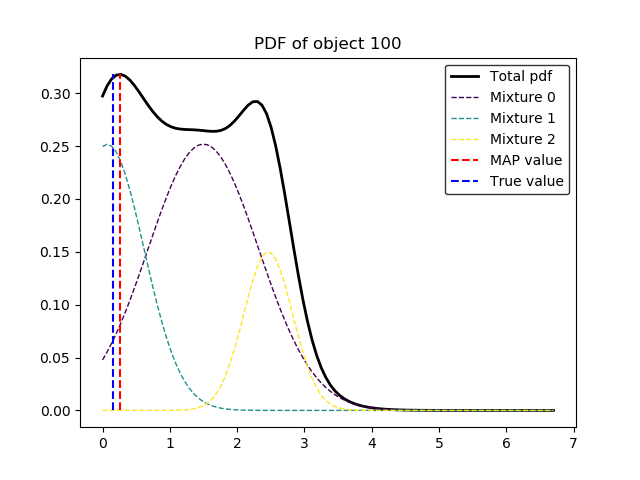 PDF of object 100
Total pdf
Mixture 0
Mixture 1
Mixture 2
MAP value
True value
0.30
0.25
0.20
0.15
0.10
0.05
0.00
0 1 2 3 4 5 6 7